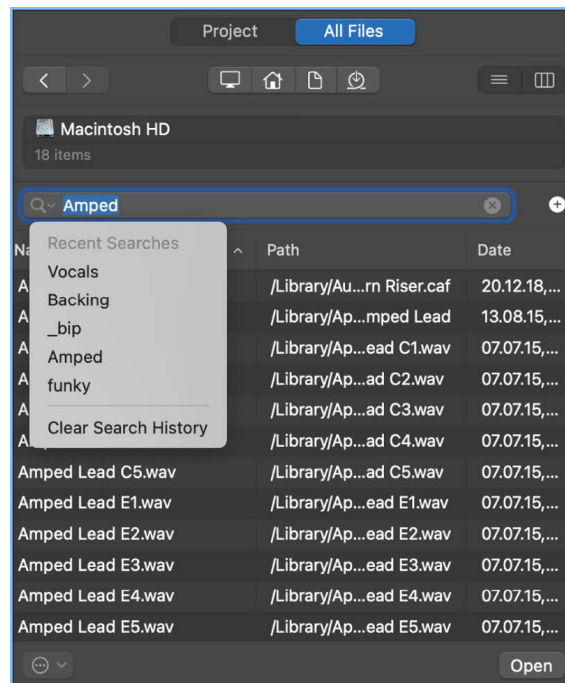 Project All Files
Macintosh HD
18 items
Amped
Na Path Date
Recent Searches
Vocals
Backing
_bip
Amped
funky
Clear Search History
A /Library/Au...rn Riser.caf 20.12.18,...
A /Library/Ap...mped Lead 13.08.15,...
A /Library/Ap...ead C1.wav 07.07.15,...
A /Library/Ap...ad C2.wav 07.07.15,...
A /Library/Ap...ad C3.wav 07.07.15,...
A /Library/Ap...ad C4.wav 07.07.15,...
Amped Lead C5.wav /Library/Ap...ad C5.wav 07.07.15,...
Amped Lead E1.wav /Library/Ap...ead E1.wav 07.07.15,...
Amped Lead E2.wav /Library/Ap...ead E2.wav 07.07.15,...
Amped Lead E3.wav /Library/Ap...ead E3.wav 07.07.15,...
Amped Lead E4.wav /Library/Ap...ead E4.wav 07.07.15,...
Amped Lead E5.wav /Library/Ap...ead E5.wav 07.07.15,...
Open